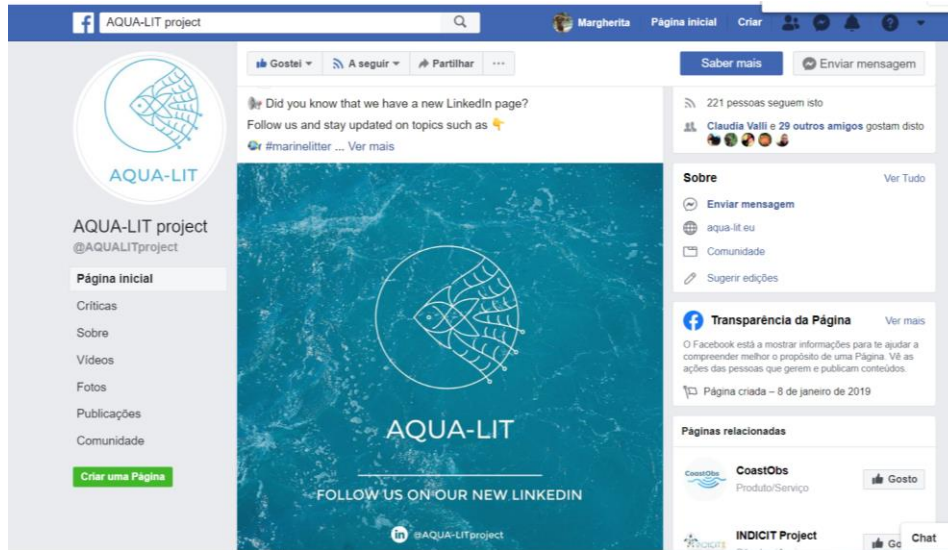 AQUA-LIT project
Margherita
Página inicial
Criar
AQUA-LIT
AQUA-LIT project
@AQUALITproject
Página inicial
Críticas
Sobre
Vídeos
Fotos
Publicações
Comunidade
Criar uma Página
Gostei
A seguir
Partilhar
...
Saber mais
Enviar mensagem
Did you know that we have a new LinkedIn page?
Follow us and stay updated on topics such as
#marinelitter ... Ver mais
AQUA-LIT
FOLLOW US ON OUR NEW LINKEDIN
in @AQUA-LITproject
221 pessoas seguem isto
Claudia Valli e 29 outros amigos gostam disto
Sobre
Ver Tudo
Enviar mensagem
aqua-lit.eu
Comunidade
Sugerir edições
Transparência da Página
Ver mais
O Facebook está a mostrar informações para te ajudar a
compreender melhor o propósito de uma Página. Vê as
ações das pessoas que gerem e publicam conteúdos.
Página criada – 8 de janeiro de 2019
Páginas relacionadas
CoastObs
CoastObs
Produto/Serviço
Gosto
INDICIT Project
Chat